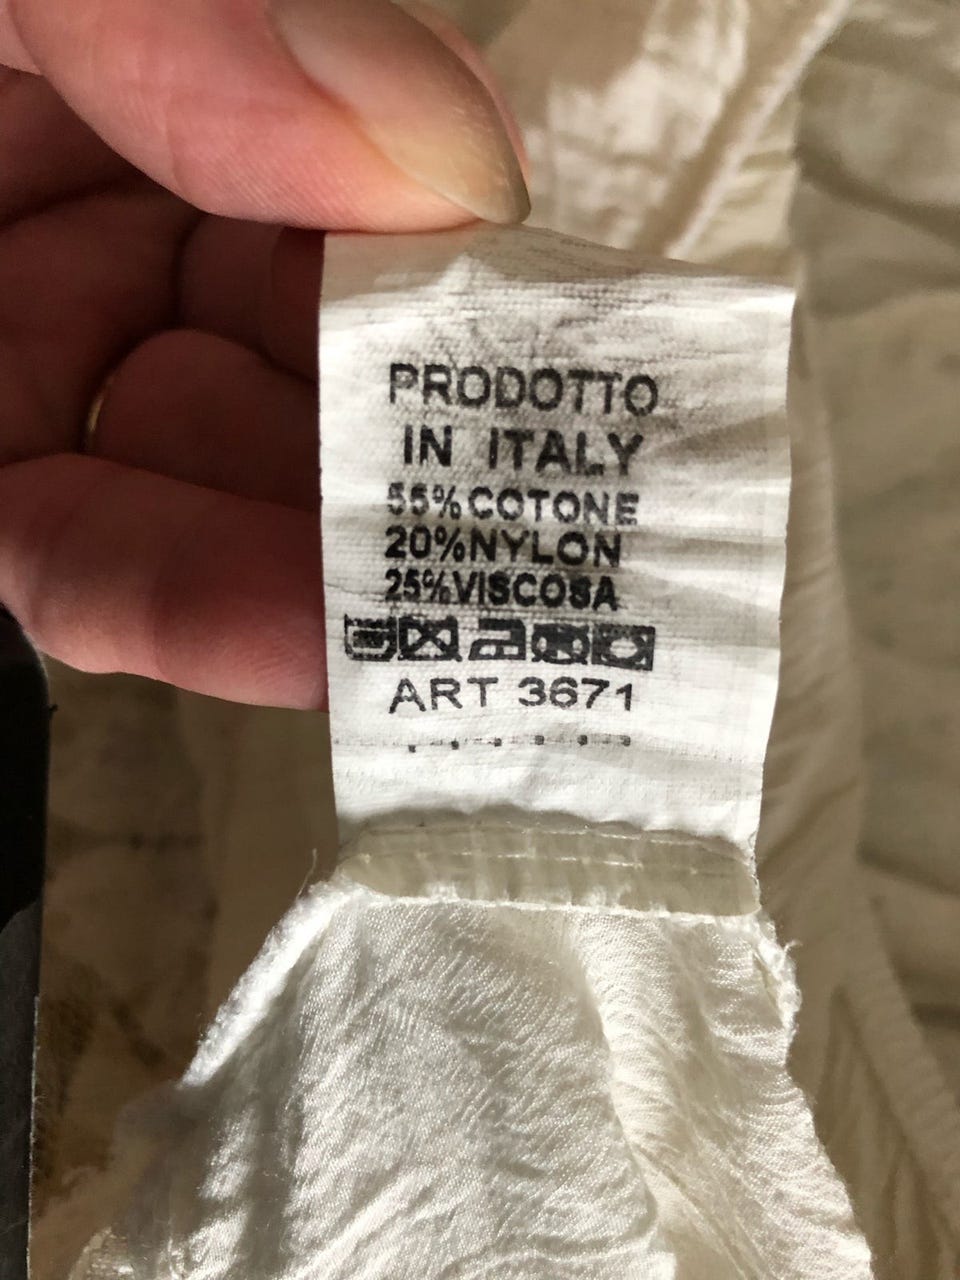 PRODOTTO
IN ITALY
55%COTONE
20%NYLON
25%VISCOSA
ART 3671